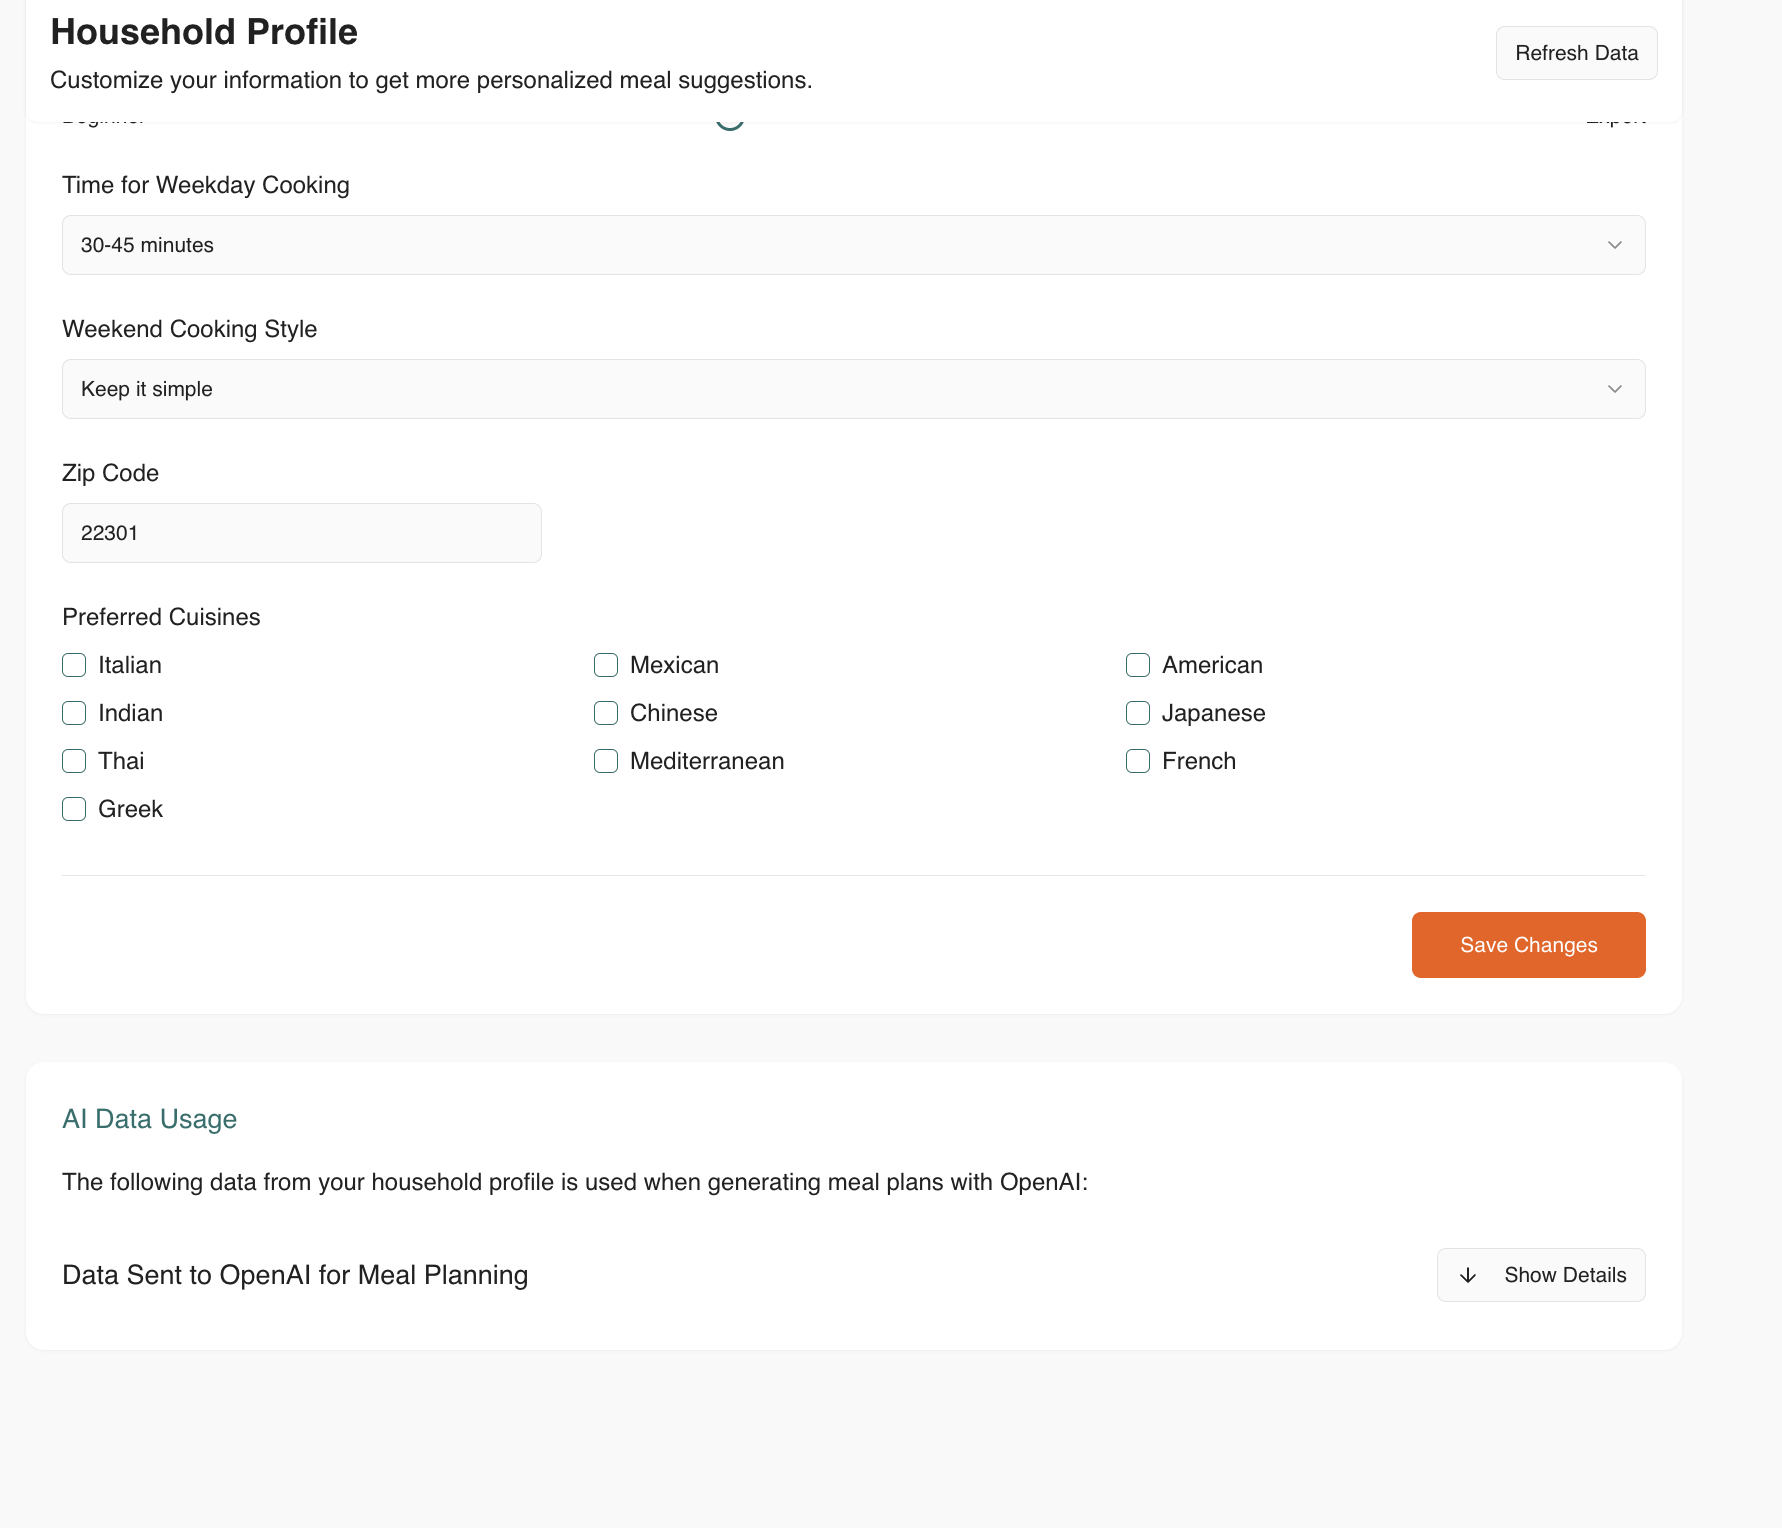 Household Profile
Refresh Data
Customize your information to get more personalized meal suggestions.
Time for Weekday Cooking
30-45 minutes
Weekend Cooking Style
Keep it simple
Zip Code
22301
Preferred Cuisines
Italian Mexican American
Indian Chinese Japanese
Thai Mediterranean French
Greek
Save Changes
AI Data Usage
The following data from your household profile is used when generating meal plans with OpenAI:
Data Sent to OpenAI for Meal Planning Show Details